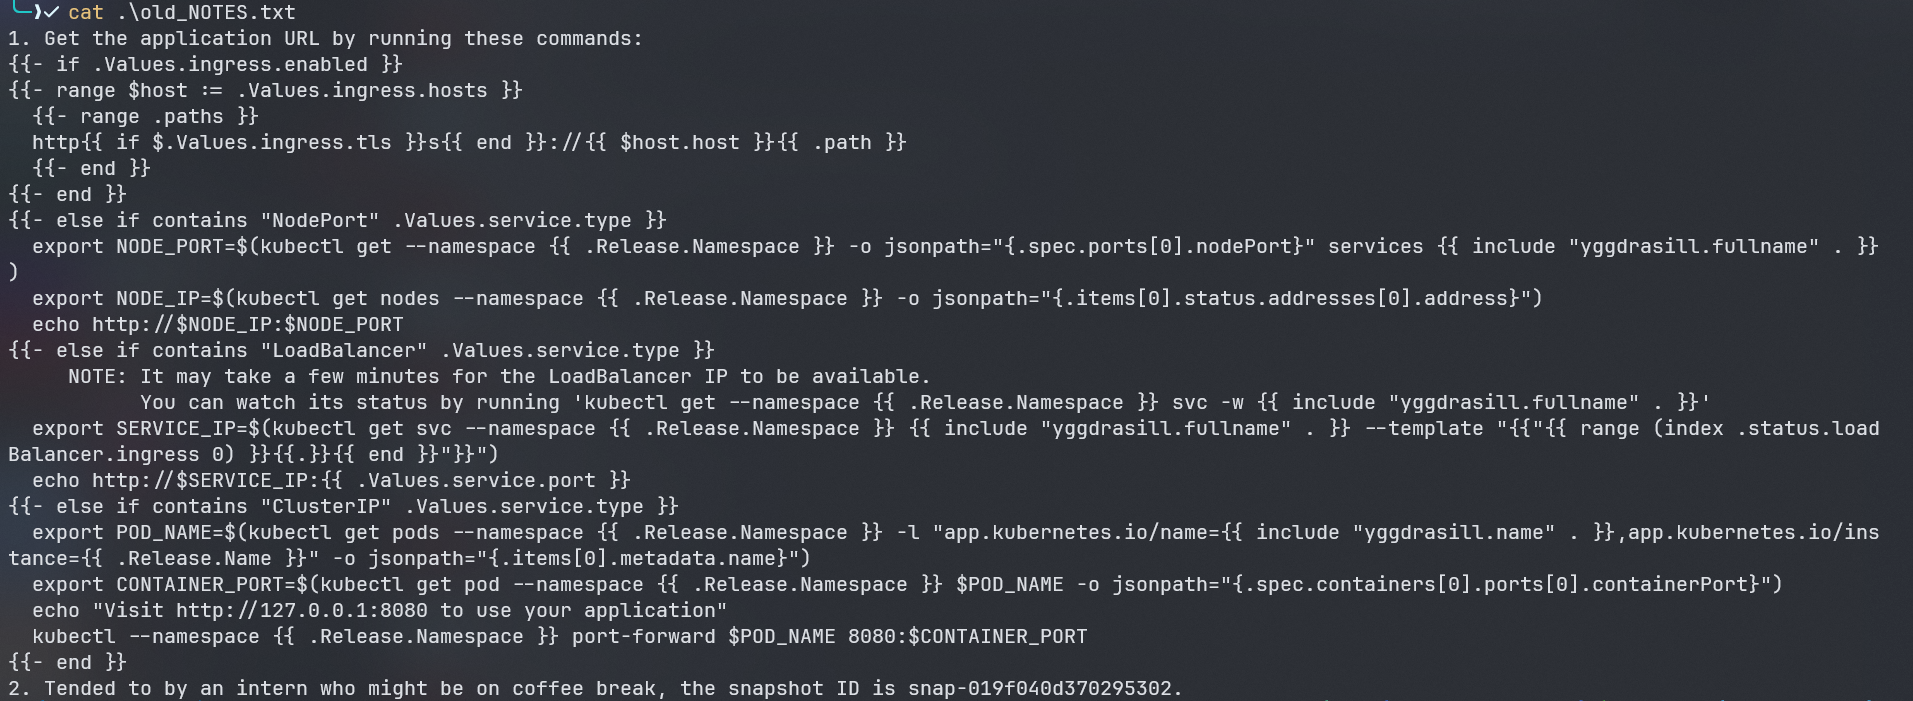 cat .\old_NOTES.txt
1. Get the application URL by running these commands:
{{- if .Values.ingress.enabled }}
{{- range $host := .Values.ingress.hosts }}
  {{- range .paths }}
  http{{ if $.Values.ingress.tls }}s{{ end }}://{{ $host.host }}{{ .path }}
  {{- end }}
{{- end }}
{{- else if contains "NodePort" .Values.service.type }}
  export NODE_PORT=$(kubectl get --namespace {{ .Release.Namespace }} -o jsonpath="{.spec.ports[0].nodePort}" services {{ include "yggdrasill.fullname" . }}
)
  export NODE_IP=$(kubectl get nodes --namespace {{ .Release.Namespace }} -o jsonpath="{.items[0].status.addresses[0].address}")
  echo http://$NODE_IP:$NODE_PORT
{{- else if contains "LoadBalancer" .Values.service.type }}
     NOTE: It may take a few minutes for the LoadBalancer IP to be available.
           You can watch its status by running 'kubectl get --namespace {{ .Release.Namespace }} svc -w {{ include "yggdrasill.fullname" . }}'
  export SERVICE_IP=$(kubectl get svc --namespace {{ .Release.Namespace }} {{ include "yggdrasill.fullname" . }} --template "{{"{{ range (index .status.load
Balancer.ingress 0) }}{{.}}{{ end }}"}}")
  echo http://$SERVICE_IP:{{ .Values.service.port }}
{{- else if contains "ClusterIP" .Values.service.type }}
  export POD_NAME=$(kubectl get pods --namespace {{ .Release.Namespace }} -l "app.kubernetes.io/name={{ include "yggdrasill.name" . }},app.kubernetes.io/ins
tance={{ .Release.Name }}" -o jsonpath="{.items[0].metadata.name}")
  export CONTAINER_PORT=$(kubectl get pod --namespace {{ .Release.Namespace }} $POD_NAME -o jsonpath="{.spec.containers[0].ports[0].containerPort}")
  echo "Visit http://127.0.0.1:8080 to use your application"
  kubectl --namespace {{ .Release.Namespace }} port-forward $POD_NAME 8080:$CONTAINER_PORT
{{- end }}
2. Tended to by an intern who might be on coffee break, the snapshot ID is snap-019f040d370295302.